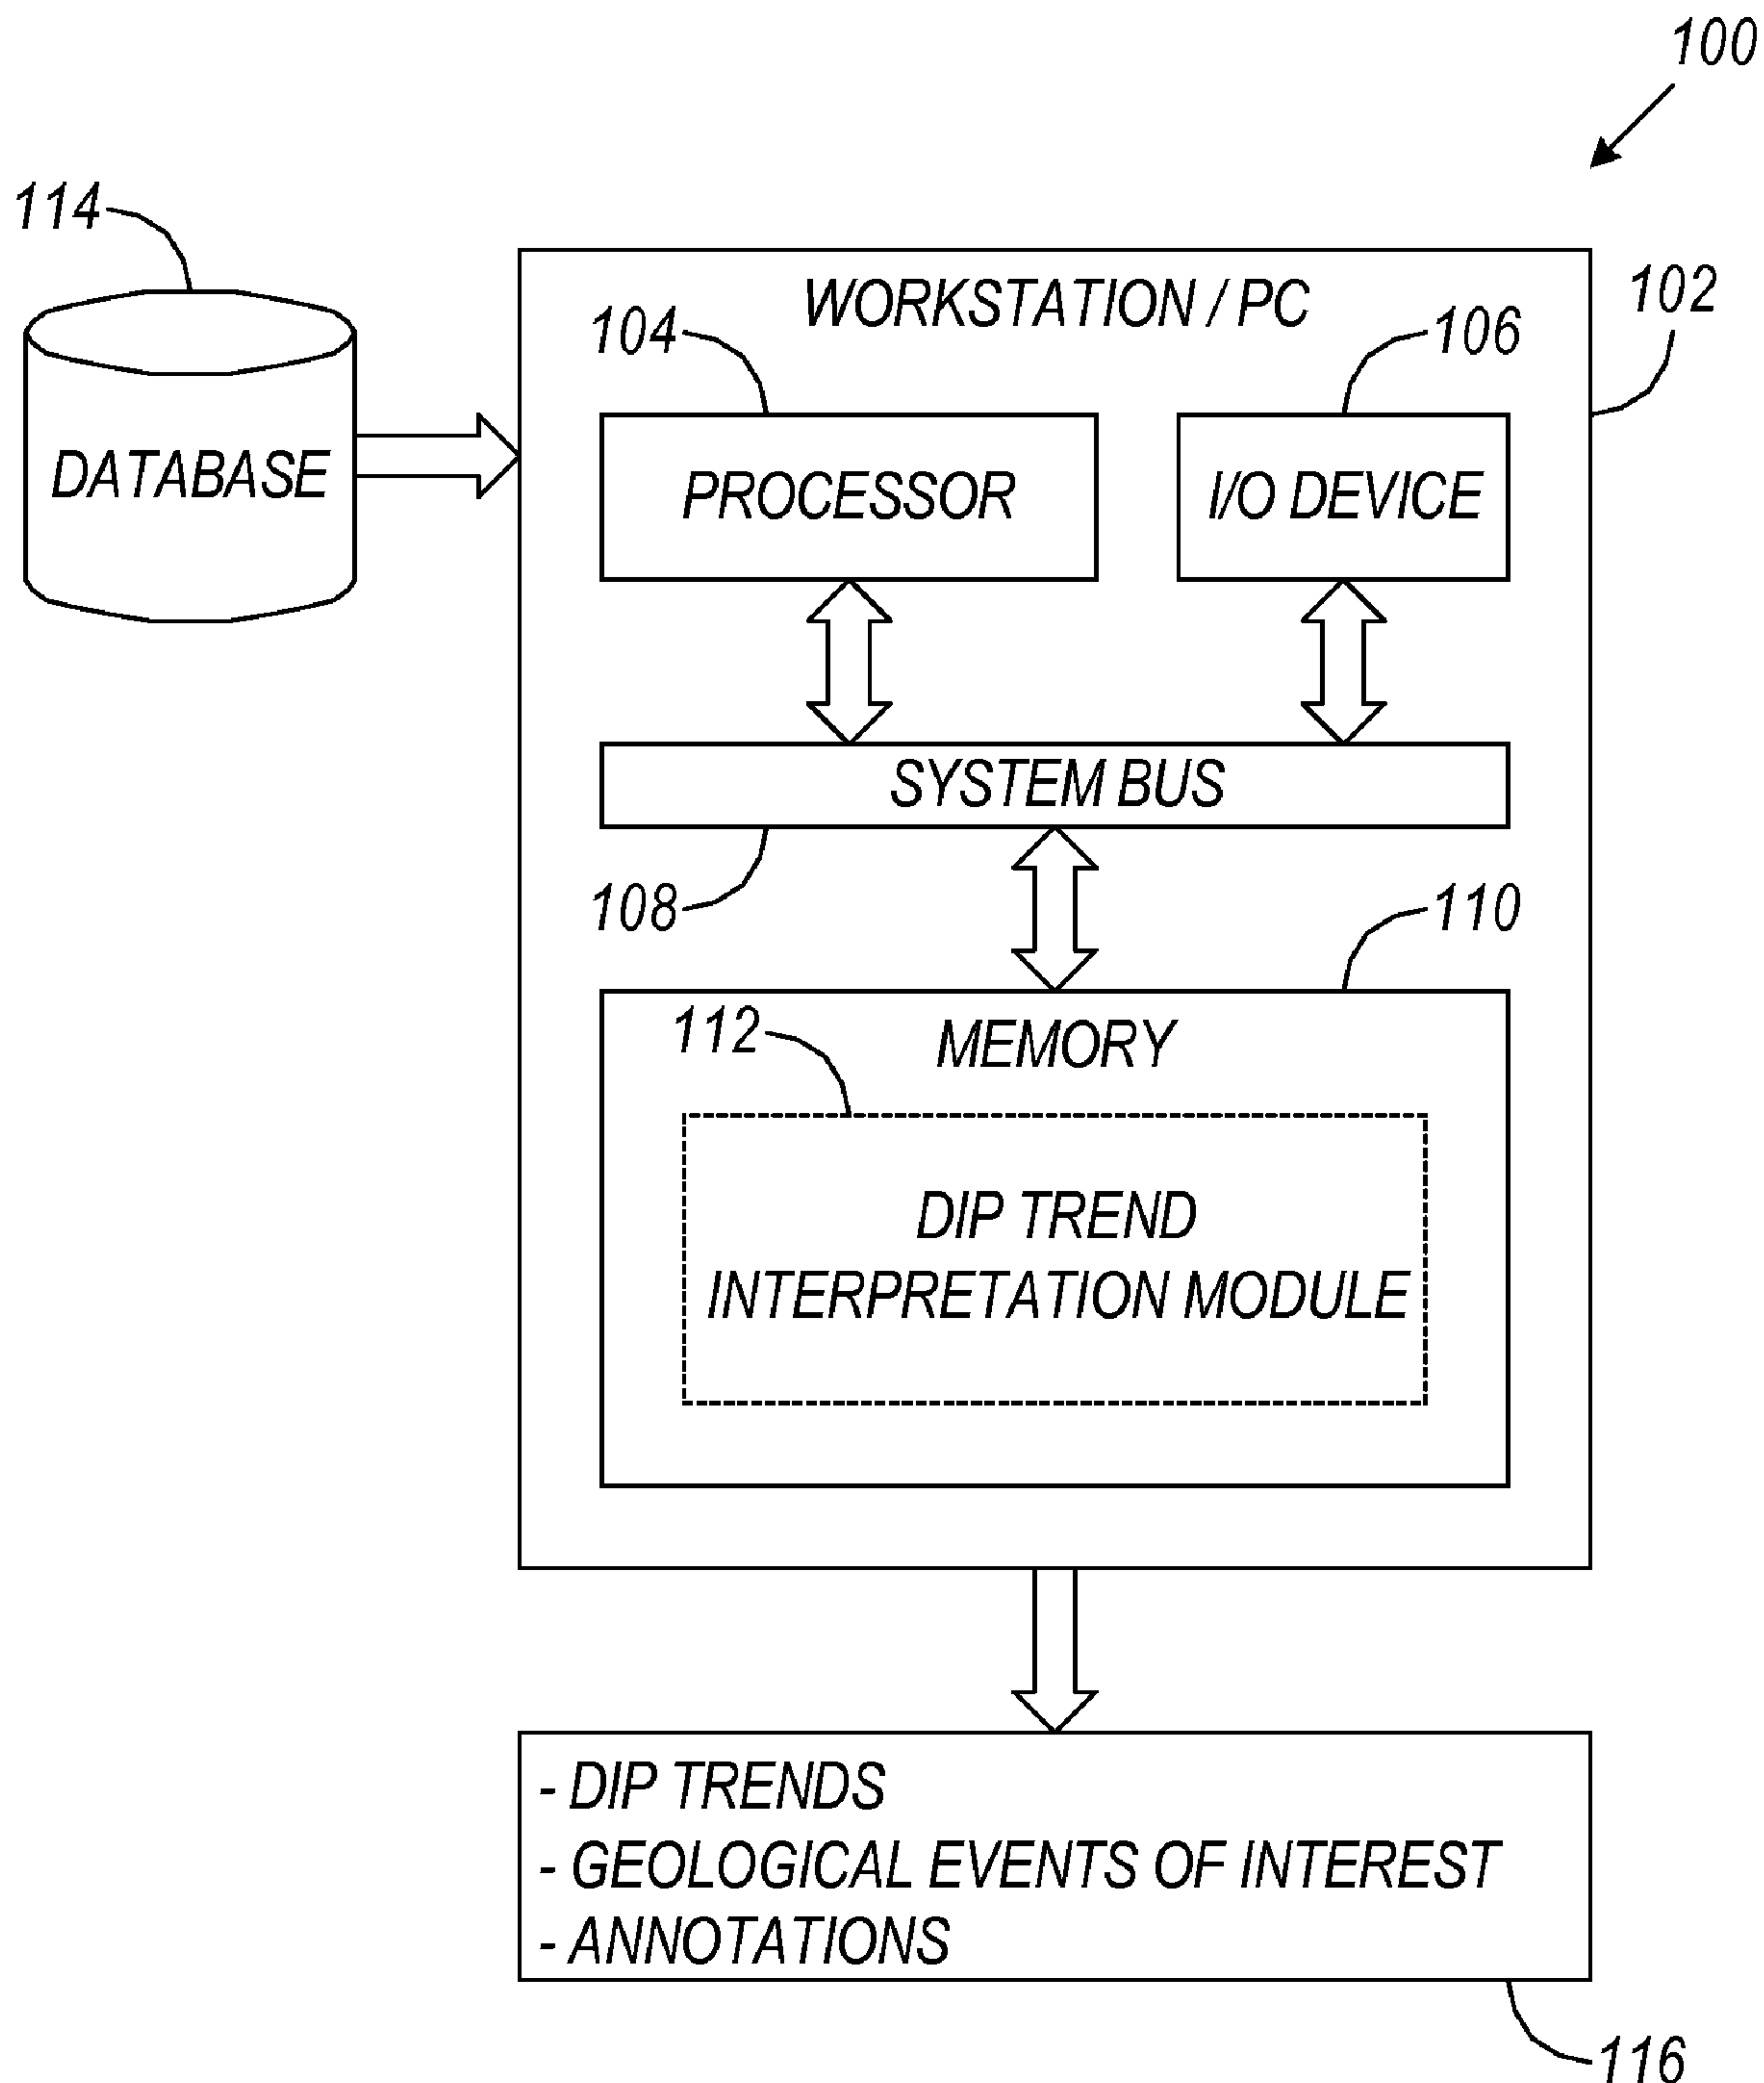 100
114
102
WORKSTATION / PC
104
106
DATABASE
PROCESSOR
I/O DEVICE
SYSTEM BUS
108
110
112
MEMORY
DIP TREND
INTERPRETATION MODULE
- DIP TRENDS
- GEOLOGICAL EVENTS OF INTEREST
- ANNOTATIONS
116